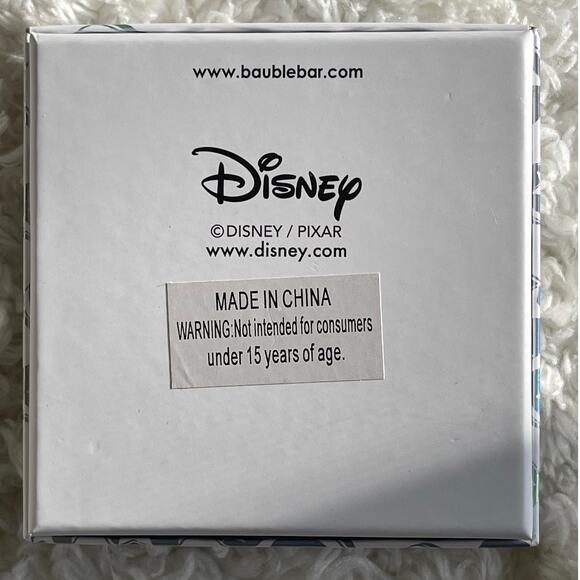 www.baublebar.com
Disney
©DISNEY / PIXAR
www.disney.com
MADE IN CHINA
WARNING:Not intended for consumers
under 15 years of age.